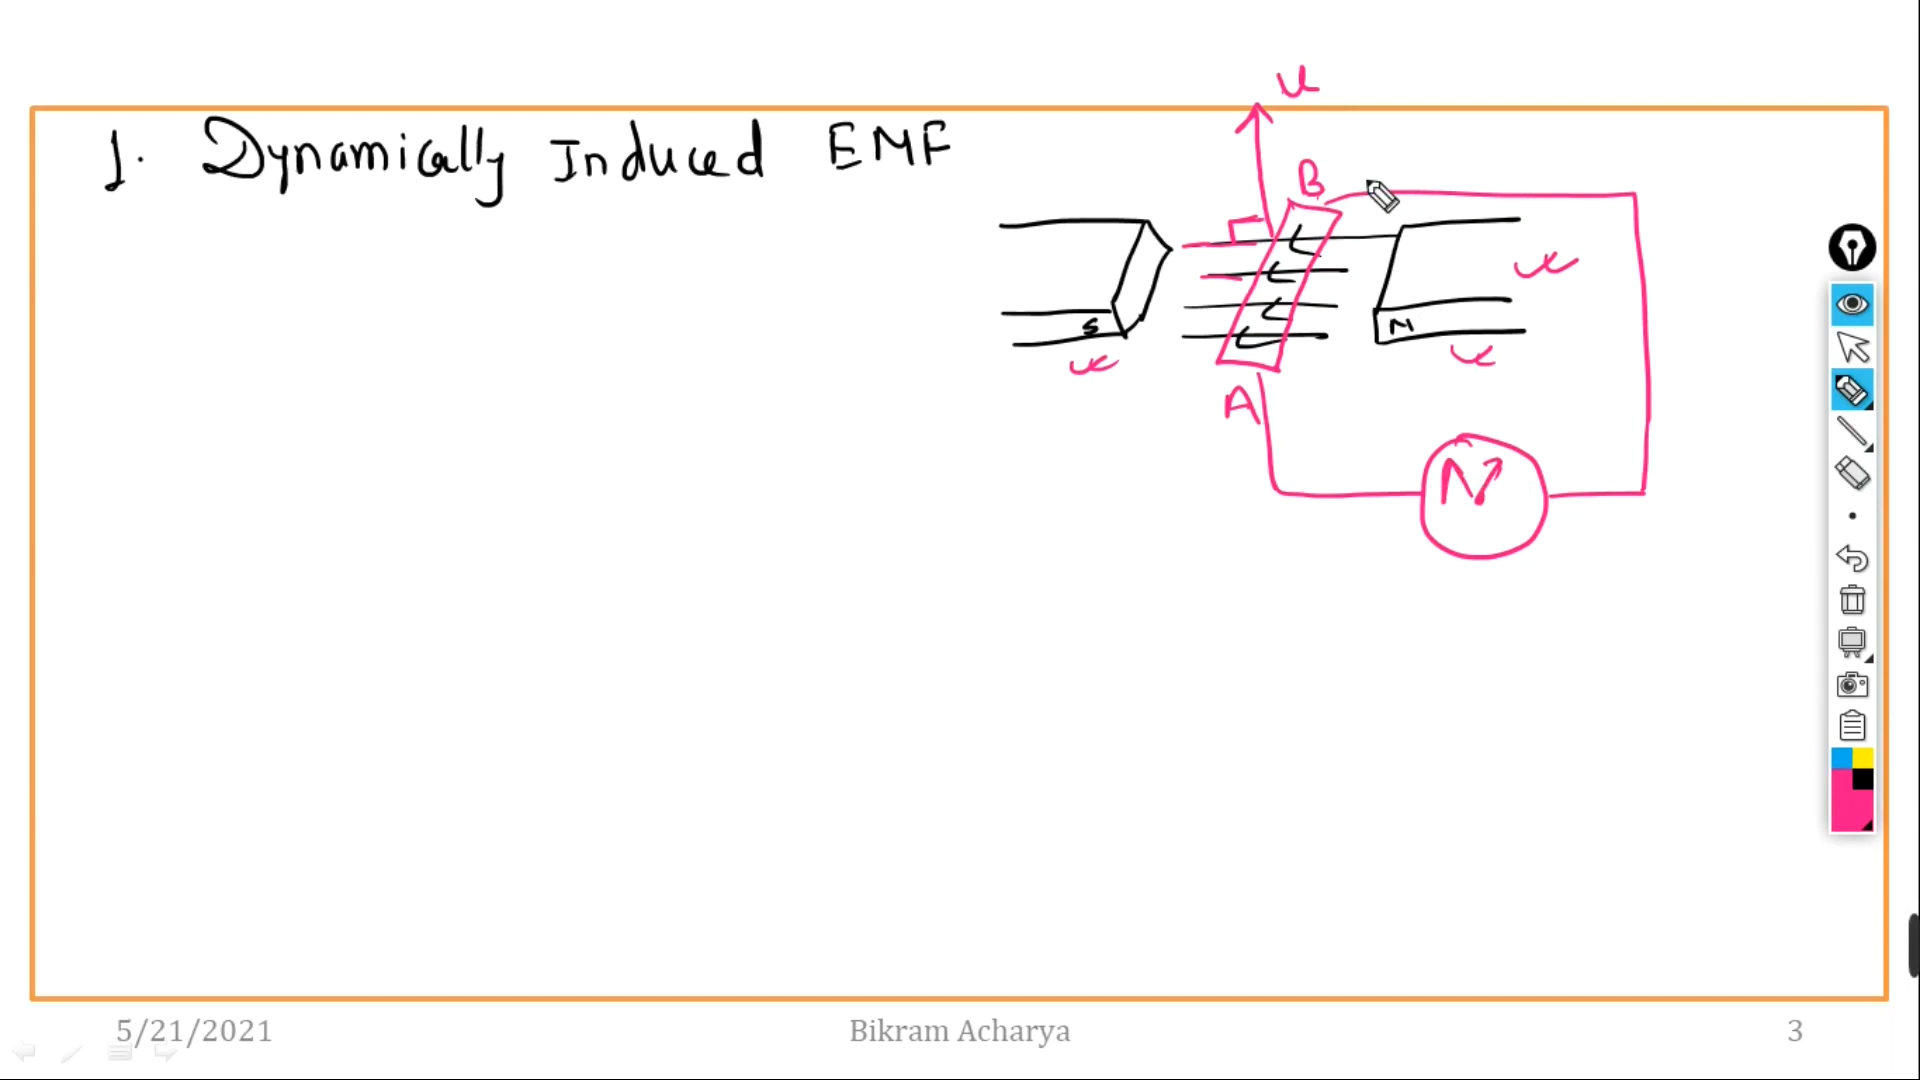 1. Dynamically Induced EMF
u
B
S
N
A
N
5/21/2021
Bikram Acharya
3